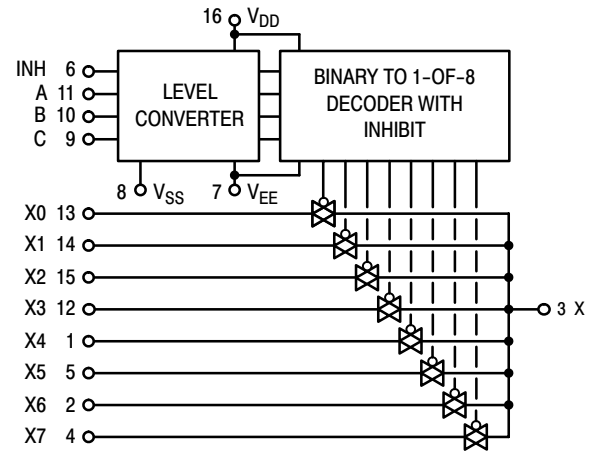 16 VDD
INH 6
A 11
B 10
C 9
LEVEL
CONVERTER
BINARY TO 1-OF-8
DECODER WITH
INHIBIT
8 VSS
7 VEE
X0 13
X1 14
X2 15
X3 12
3 X
X4 1
X5 5
X6 2
X7 4